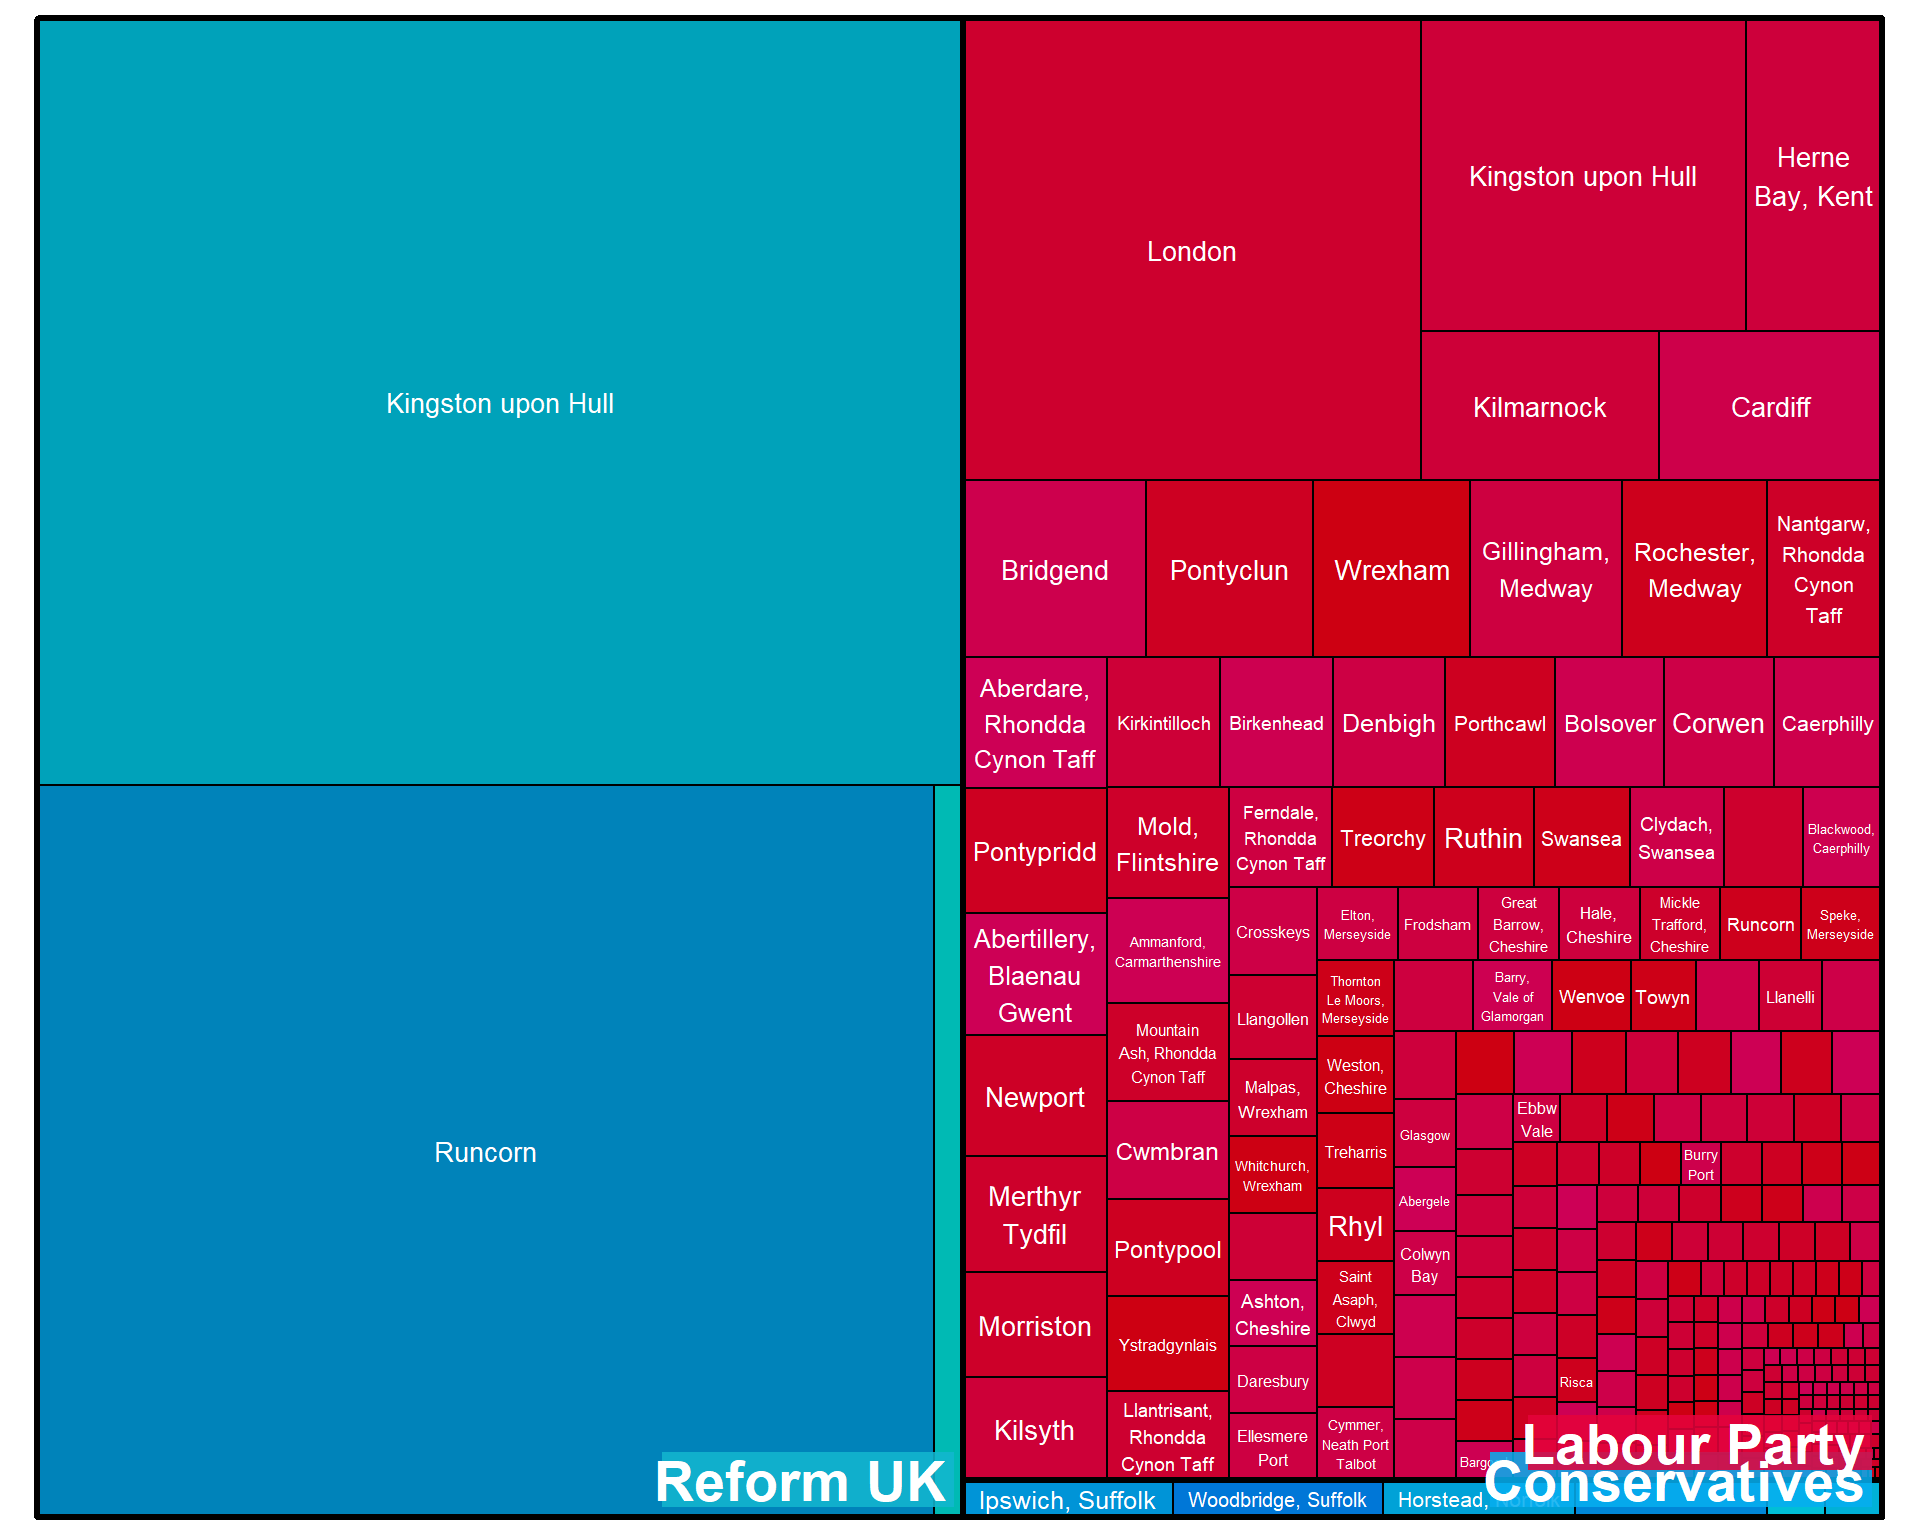 Kingston upon Hull
Runcorn
Reform UK
London
Kingston upon Hull
Herne
Bay, Kent
Kilmarnock
Cardiff
Bridgend
Pontyclun
Wrexham
Gillingham,
Medway
Rochester,
Medway
Nantgarw,
Rhondda
Cynon
Taff
Aberdare,
Rhondda
Cynon Taff
Kirkintilloch
Birkenhead
Denbigh
Porthcawl
Bolsover
Corwen
Caerphilly
Pontypridd
Mold,
Flintshire
Ferndale,
Rhondda
Cynon Taff
Treorchy
Ruthin
Swansea
Clydach,
Swansea
Blackwood,
Caerphilly
Abertillery,
Blaenau
Gwent
Ammanford,
Carmarthenshire
Crosskeys
Elton,
Merseyside
Frodsham
Great
Barrow,
Cheshire
Hale,
Cheshire
Mickle
Trafford,
Cheshire
Runcorn
Speke,
Merseyside
Llangollen
Thornton
Le Moors,
Merseyside
Barry,
Vale of
Glamorgan
Wenvoe
Towyn
Llanelli
Newport
Mountain
Ash, Rhondda
Cynon Taff
Malpas,
Wrexham
Weston,
Cheshire
Glasgow
Ebbw
Vale
Cwmbran
Whitchurch,
Wrexham
Treharris
Abergele
Burry
Port
Merthyr
Tydfil
Pontypool
Rhyl
Colwyn
Bay
Morriston
Ystradgynlais
Ashton,
Cheshire
Saint
Asaph,
Clwyd
Daresbury
Risca
Kilsyth
Llantrisant,
Rhondda
Cynon Taff
Ellesmere
Port
Cymmer,
Neath Port
Talbot
Labour Party
Ipswich, Suffolk
Woodbridge, Suffolk
Horstead, Norfolk
Conservatives